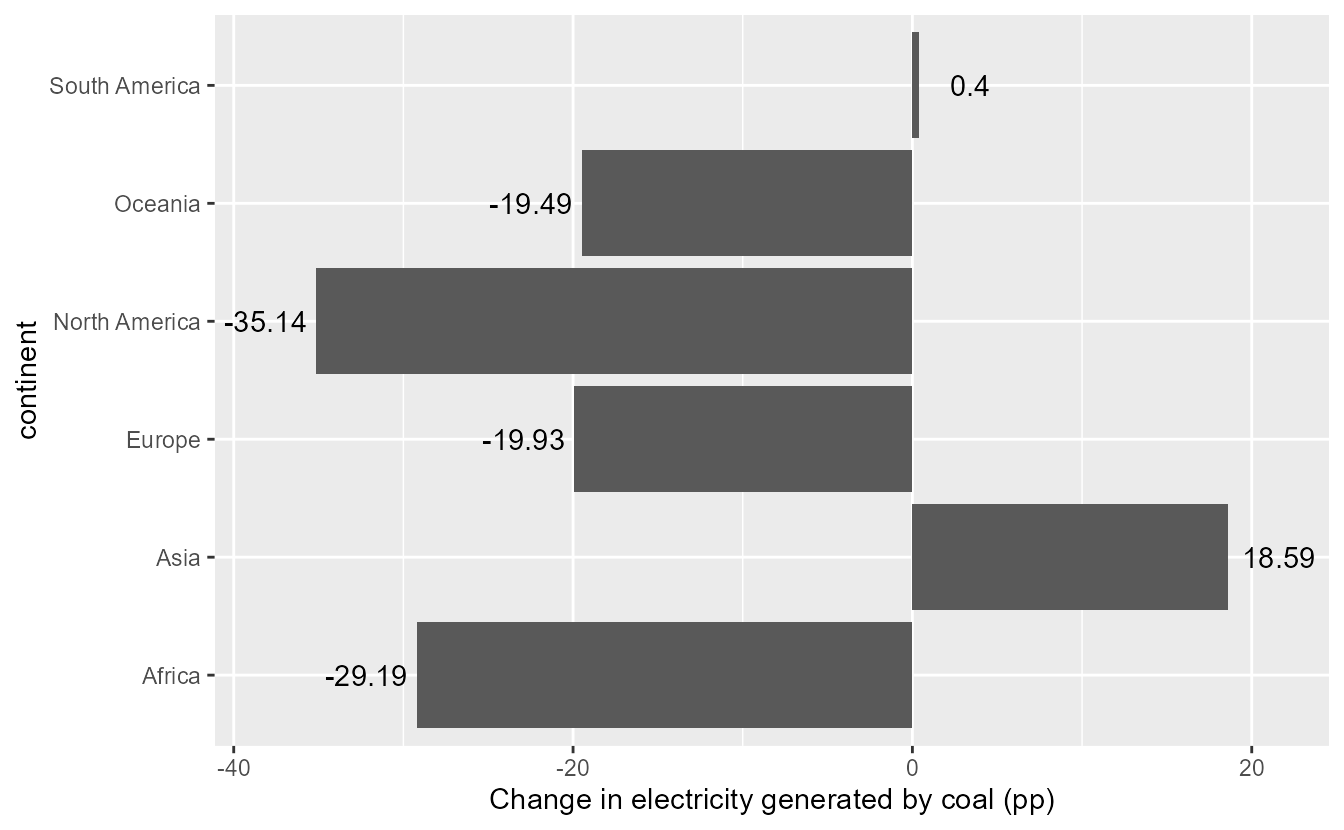 South America
0.4
Oceania
-19.49
North America
-35.14
continent
Europe
-19.93
Asia
18.59
Africa
-29.19
-40
-20
0
20
Change in electricity generated by coal (pp)